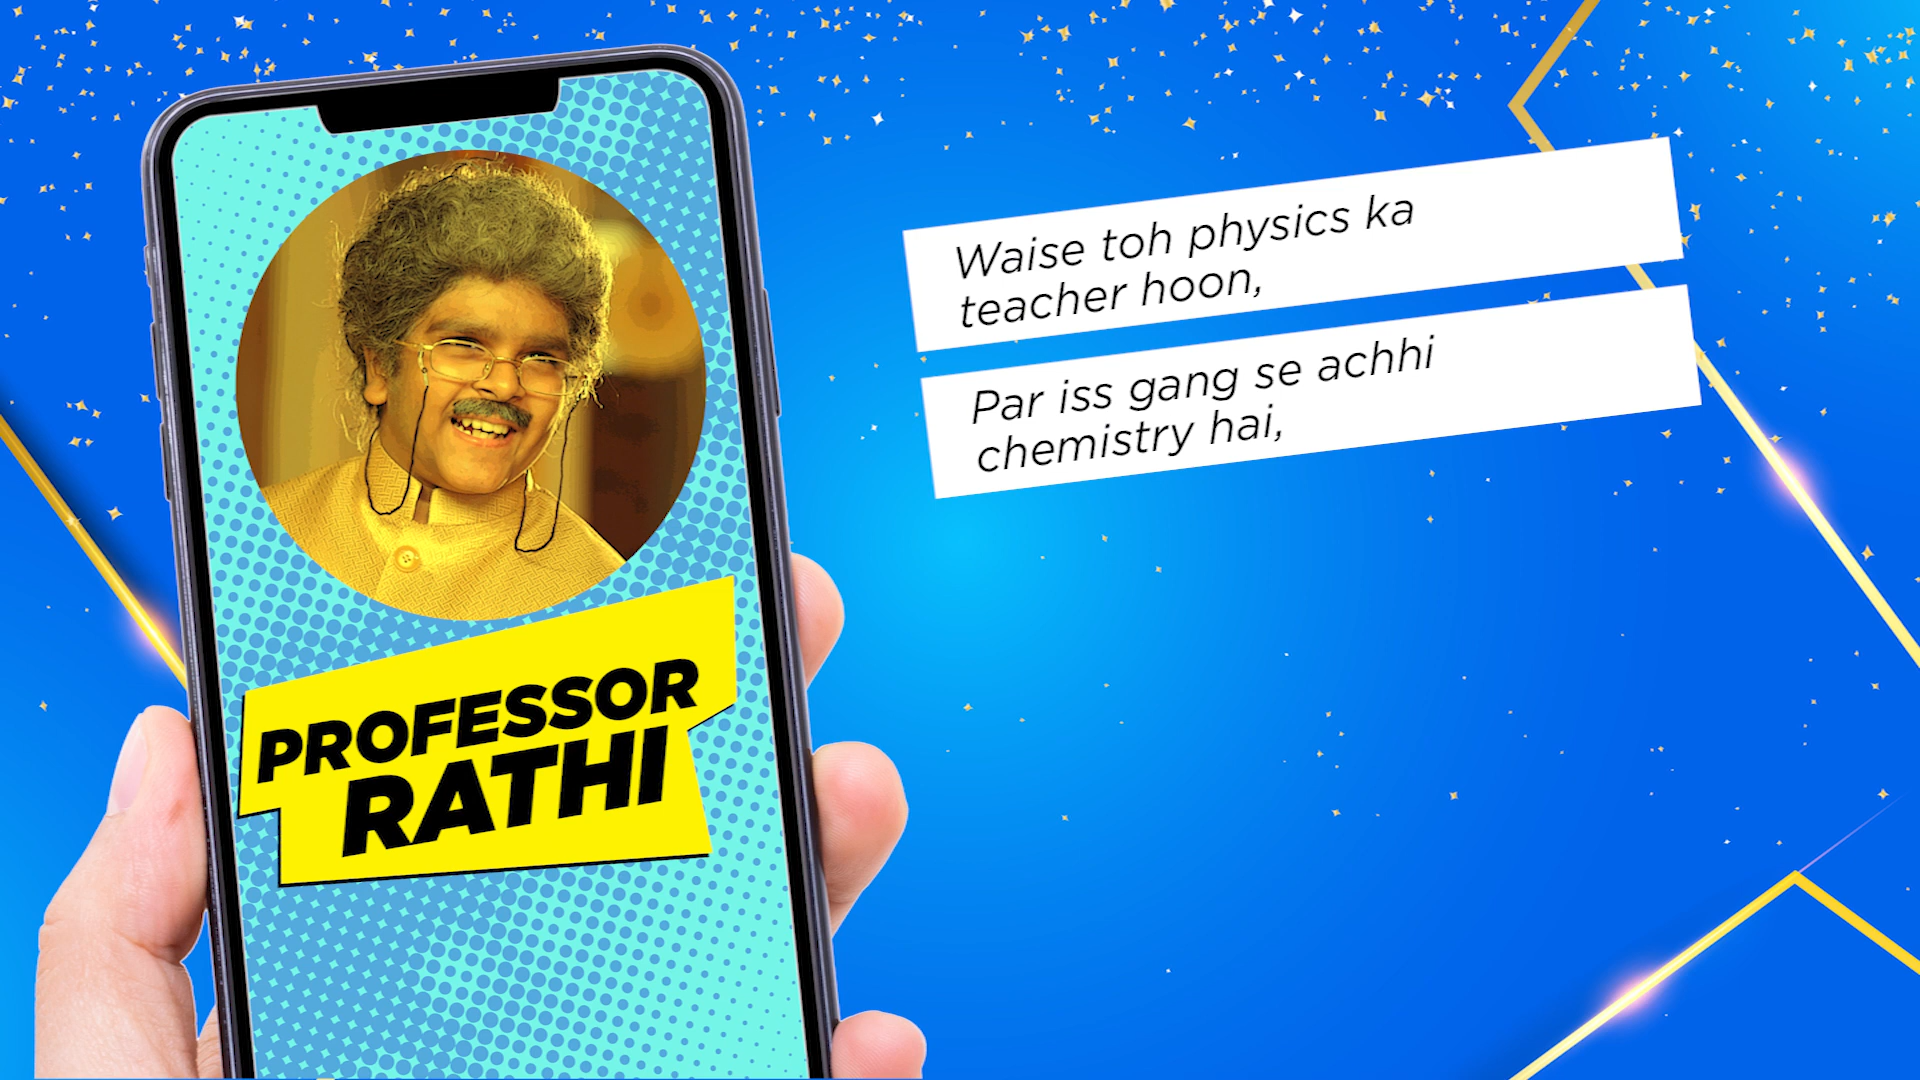 PROFESSOR
RATHI
Waise toh physics ka
teacher hoon,
Par iss gang se achhi
chemistry hai,